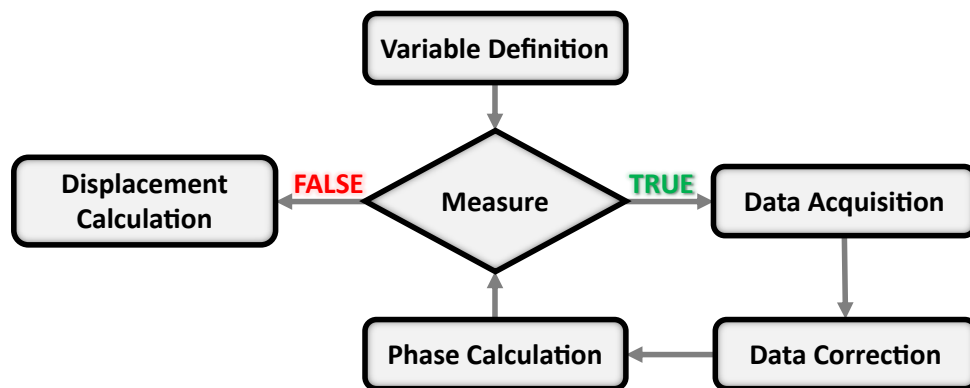 Variable Definition
Displacement
Calculation
FALSE
Measure
TRUE
Data Acquisition
Phase Calculation
Data Correction